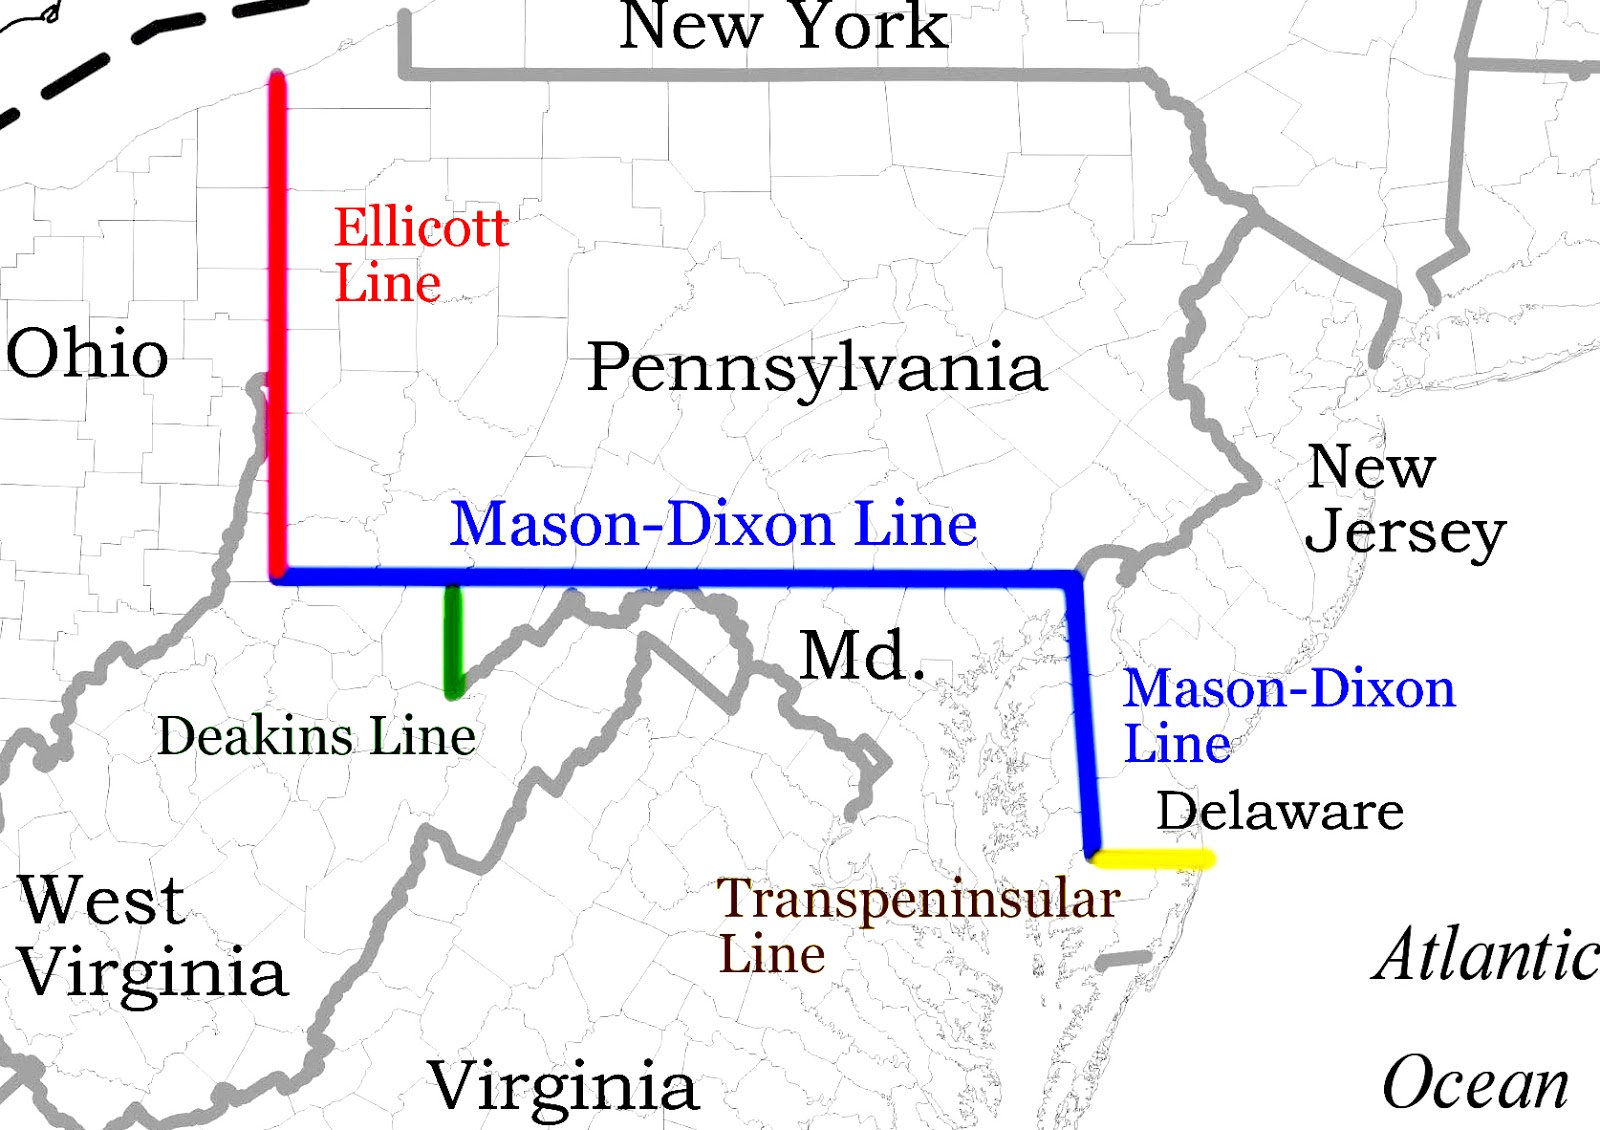 New York
Ellicott
Line
Ohio
Pennsylvania
New
Jersey
Mason-Dixon Line
Md.
Mason-Dixon
Line
Deakins Line
Delaware
West
Virginia
Transpeninsular
Line
Atlantic
Ocean
Virginia